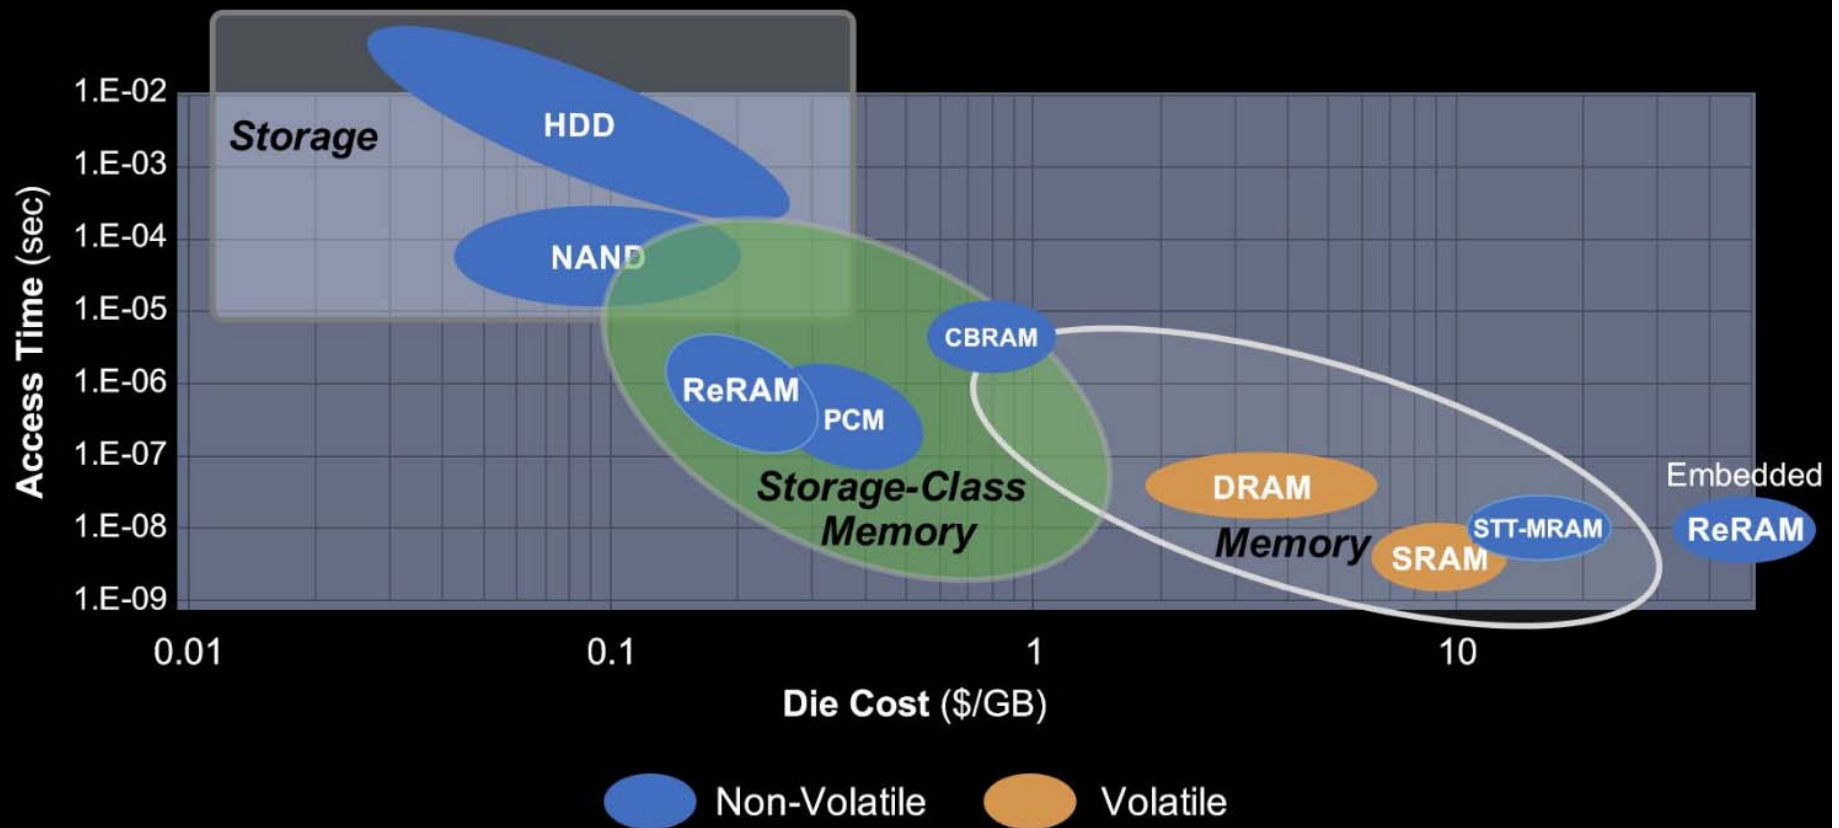 1.E-02
1.E-03
1.E-04
1.E-05
1.E-06
1.E-07
1.E-08
1.E-09
Access Time (sec)
Storage
HDD
NAND
CBRAM
ReRAM
PCM
Storage-Class
Memory
DRAM
Memory
SRAM
STT-MRAM
Embedded
ReRAM
0.01
0.1
1
10
Die Cost ($/GB)
Non-Volatile
Volatile